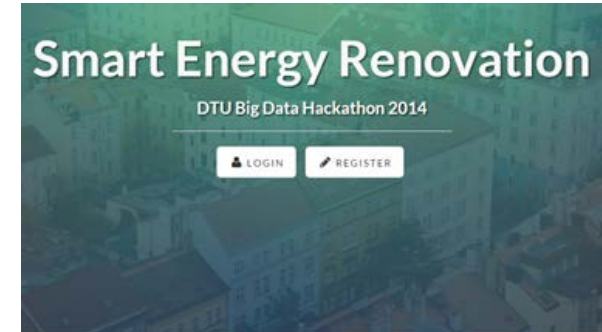 Smart Energy Renovation
DTU Big Data Hackathon 2014
LOGIN REGISTER